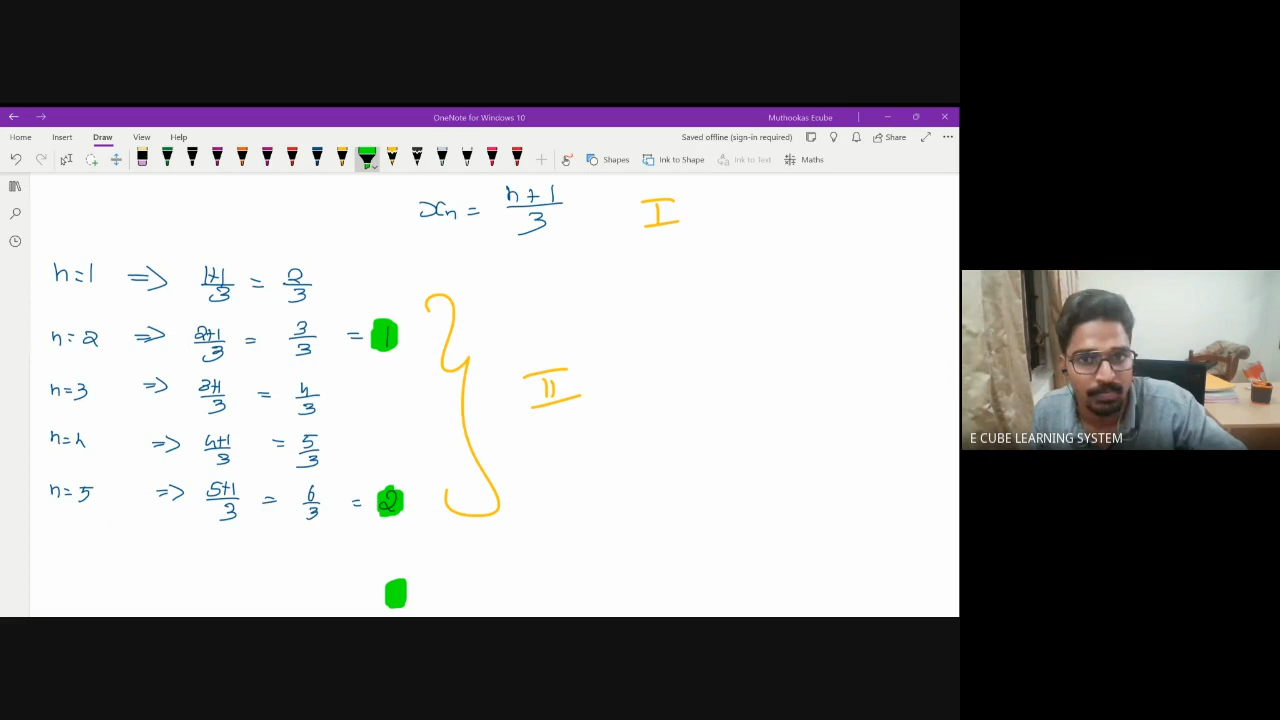 OneNote for Windows 10
Muthookas Ecube
Home Insert Draw View Help
Saved offline (sign-in required) Share
Shapes Ink to Shape Ink to Text Maths
xn = n+1/3 I
n=1 => 1+1/3 = 2/3
n=2 => 2+1/3 = 3/3 = 1
n=3 => 3+1/3 = 4/3
II
n=4 => 4+1/3 = 5/3
n=5 => 5+1/3 = 6/3 = 2
E CUBE LEARNING SYSTEM